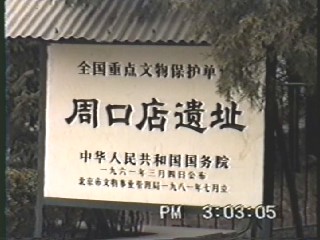 全国重点文物保护单
周口店遗址
中华人民共和国国务院
一九六一年三月四日公布
北京市文物事业管理局一九八一年七月立
PM 3:03:05